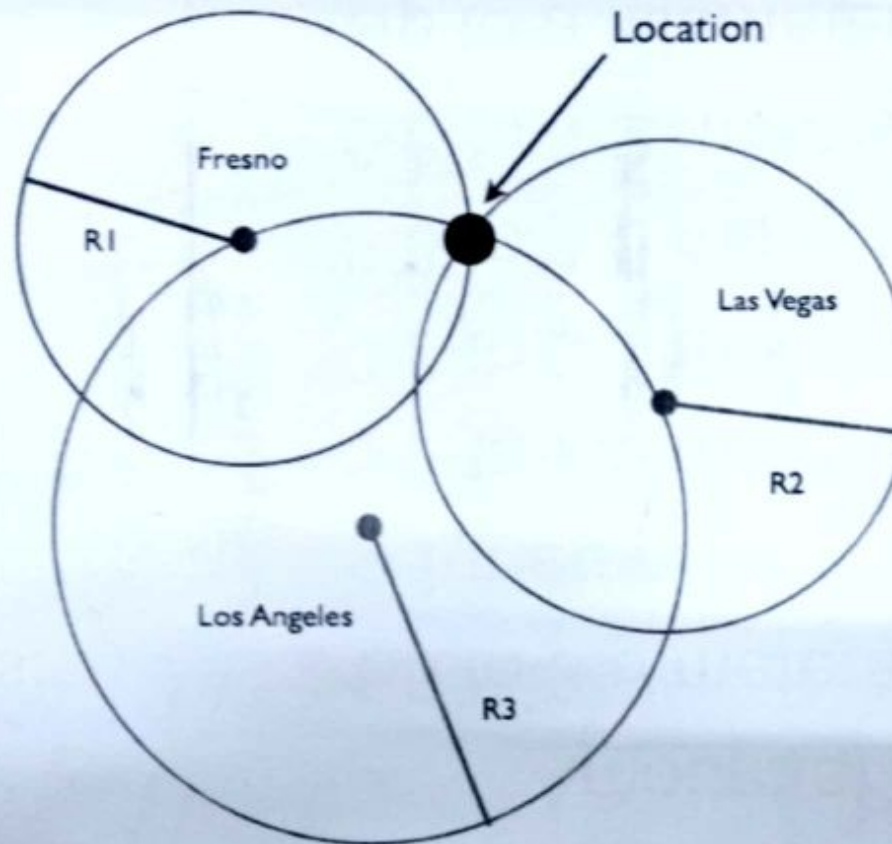 Location
Fresno
R1
Las Vegas
R2
Los Angeles
R3